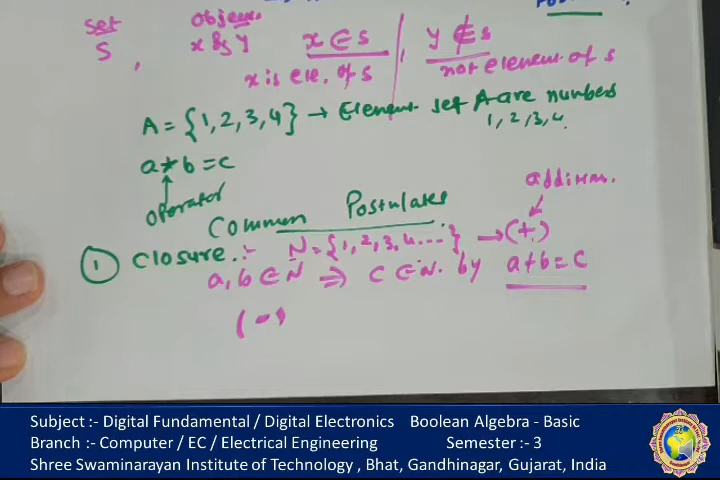 set
S ,
objects
x & y
x ∈ s , y ∉ s
x is ele. of s
not element of s
A = {1,2,3,4} → Element set A are numbers
1, 2, 3, 4.
a * b = c
operator
addition.
Common Postulates
① Closure :- N = {1,2,3,4....} → (+)
a, b ∈ N ⇒ c ∈ N. by a+b=c
(-)
Subject :- Digital Fundamental / Digital Electronics Boolean Algebra - Basic
Branch :- Computer / EC / Electrical Engineering Semester :- 3
Shree Swaminarayan Institute of Technology , Bhat, Gandhinagar, Gujarat, India